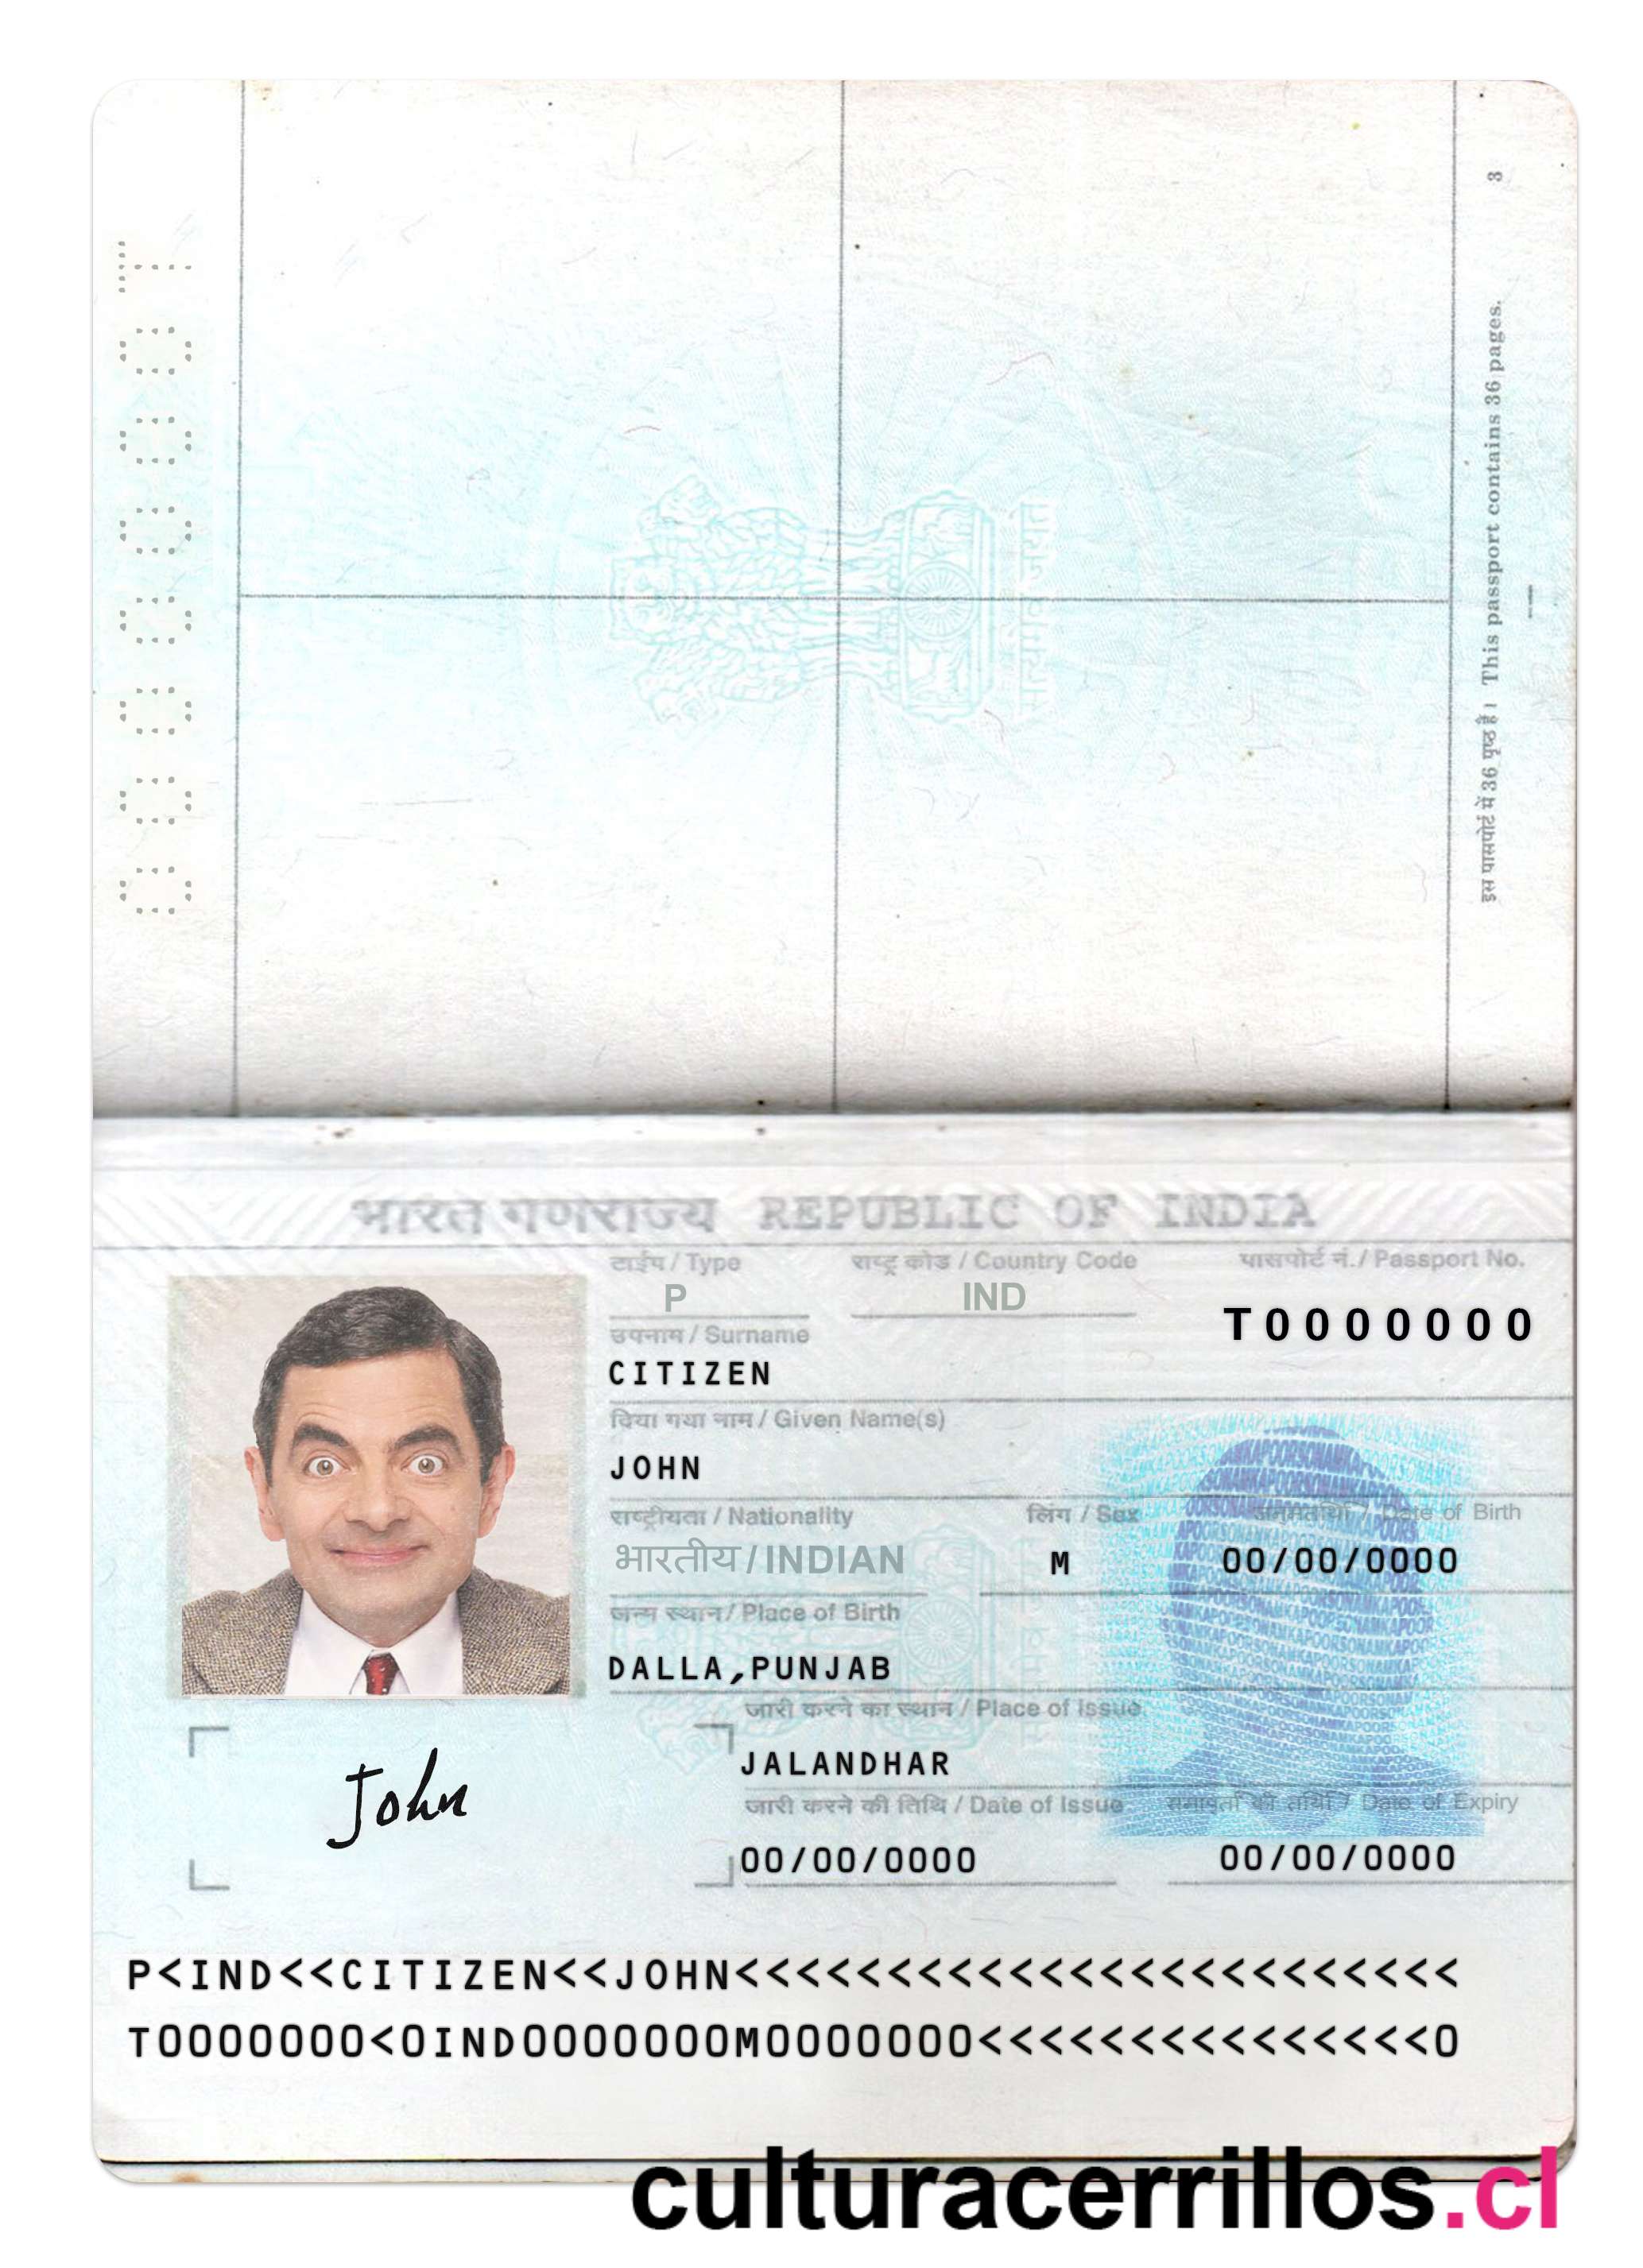 T0000000
3
इस पासपोर्ट में 36 पृष्ठ है। This passport contains 36 pages.
भारत गणराज्य REPUBLIC OF INDIA
टाईप / Type राष्ट्र कोड / Country Code पासपोर्ट नं. / Passport No.
P IND T0000000
उपनाम / Surname
CITIZEN
दिया गया नाम / Given Name(s)
JOHN
राष्ट्रीयता / Nationality लिंग / Sex / Date of Birth
भारतीय / INDIAN M 00/00/0000
जन्म स्थान / Place of Birth
DALLA,PUNJAB
जारी करने का स्थान / Place of Issue
JALANDHAR
John
जारी करने की तिथि / Date of Issue / Date of Expiry
00/00/0000 00/00/0000
P<IND<<CITIZEN<<JOHN<<<<<<<<<<<<<<<<<<<<<<<<
T0000000<0IND0000000M0000000<<<<<<<<<<<<<<<0
culturacerrillos.cl